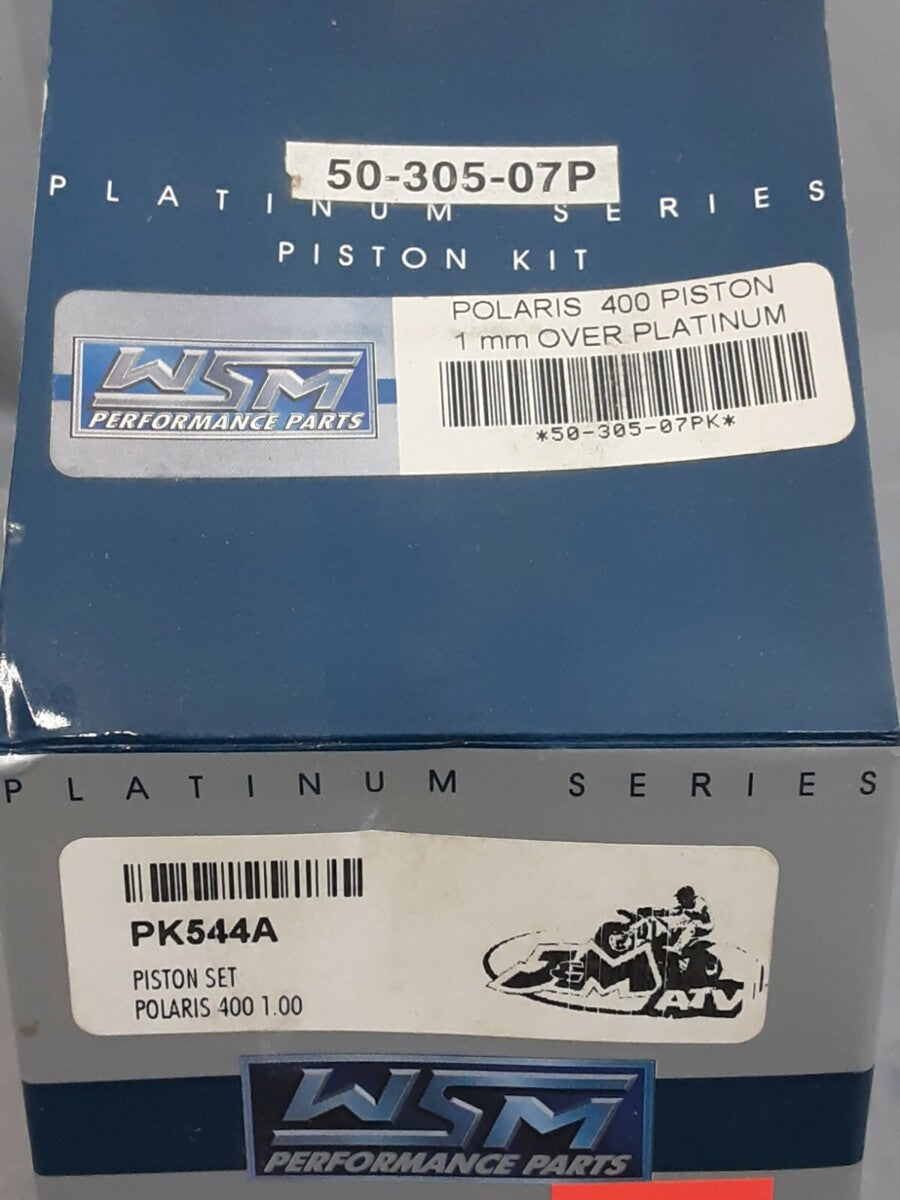 50-305-07P
PLATINUM SERIES
PISTON KIT
POLARIS 400 PISTON
1 mm OVER PLATINUM
WSM
PERFORMANCE PARTS
*50-305-07PK*
PLATINUM SERIES
PK544A
PISTON SET
POLARIS 400 1.00
ATV
WSM
PERFORMANCE PARTS